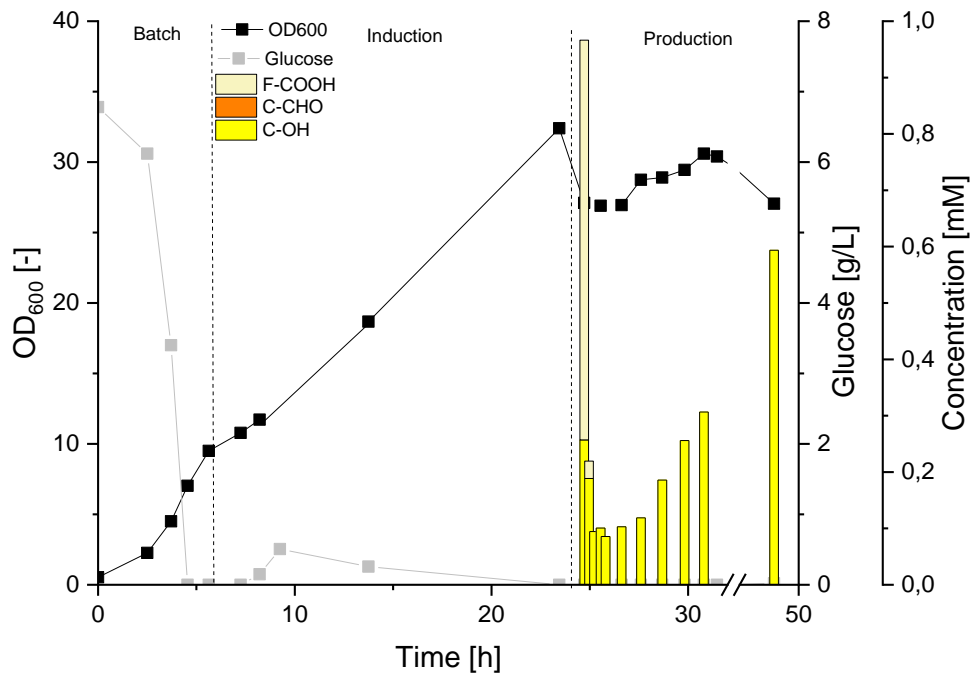 Batch
Induction
Production
OD600
Glucose
F-COOH
C-CHO
C-OH
OD600 [-]
40
30
20
10
0
Glucose [g/L]
8
6
4
2
0
Concentration [mM]
1,0
0,8
0,6
0,4
0,2
0,0
0
10
20
30
50
Time [h]